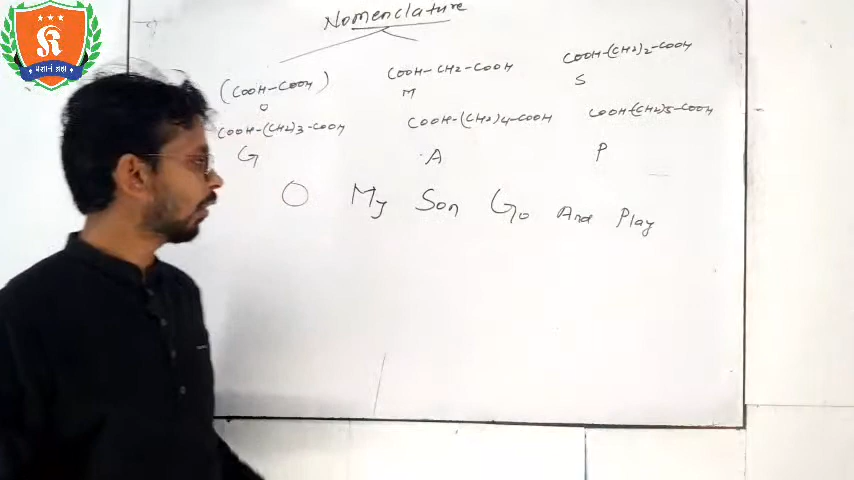 Nomenclature
(COOH-COOH) COOH-CH2-COOH COOH-(CH2)2-COOH
O M S
COOH-(CH2)3-COOH COOH-(CH2)4-COOH COOH-(CH2)5-COOH
G A P
O My Son Go And Play
K